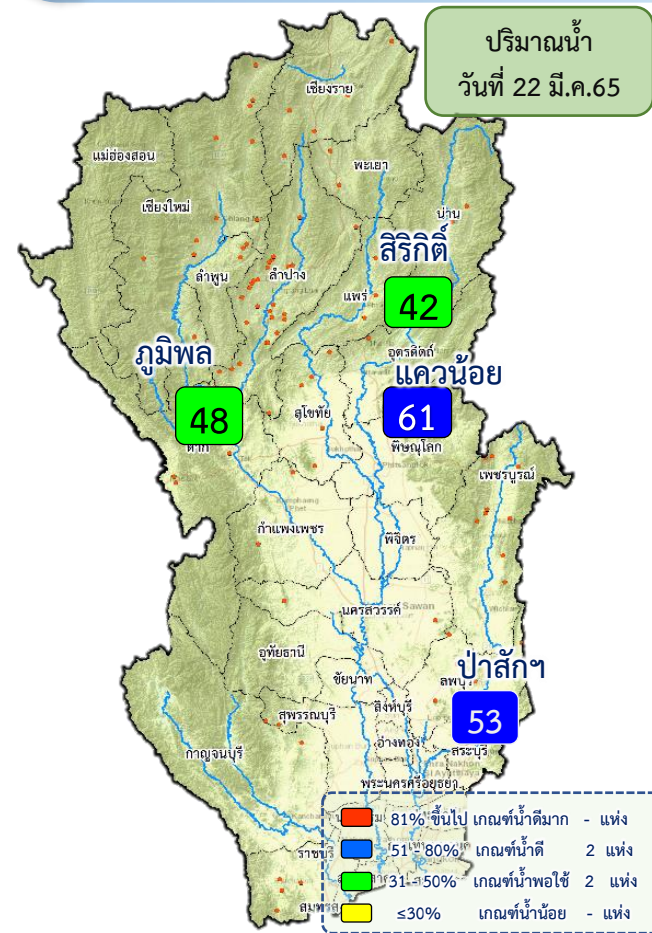 ปริมาณน้ำ
วันที่ 22 มี.ค.65
เชียงราย
แม่ฮ่องสอน
พะเยา
เชียงใหม่
น่าน
สิริกิติ์
ลำพูน
ลำปาง
แพร่
42
ภูมิพล
อุตรดิตถ์
แควน้อย
48
สุโขทัย
61
ตาก
พิษณุโลก
เพชรบูรณ์
กำแพงเพชร
พิจิตร
นครสวรรค์
Sawan
อุทัยธานี
ป่าสักฯ
ชัยนาท
ลพบุรี
สุพรรณบุรี
สิงห์บุรี
53
อ่างทอง
กาญจนบุรี
สระบุรี
พระนครศรีอยุธยา
81% ขึ้นไป เกณฑ์น้ำดีมาก - แห่ง
51 - 80% เกณฑ์น้ำดี 2 แห่ง
ราชบุรี
31 - 50% เกณฑ์น้ำพอใช้ 2 แห่ง
≤30% เกณฑ์น้ำน้อย - แห่ง